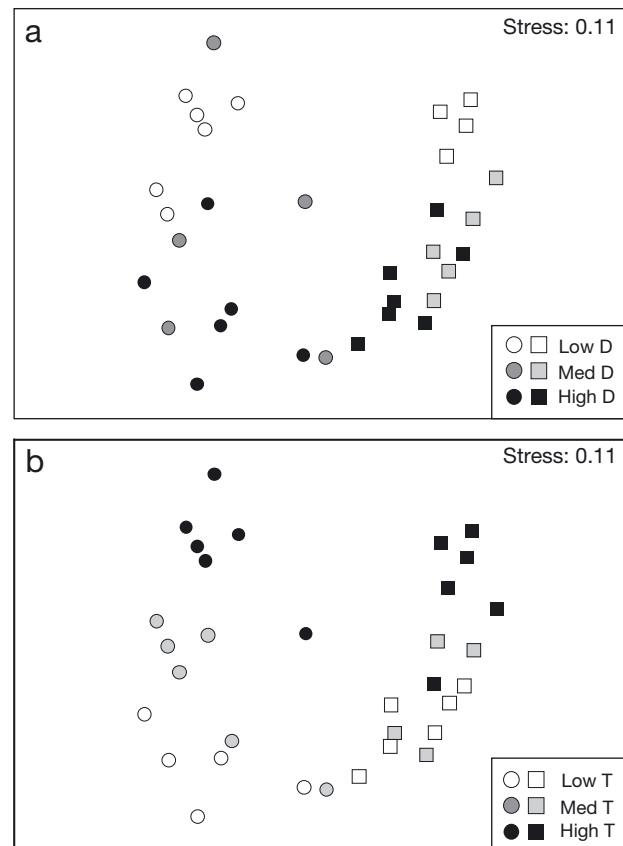 a
Stress: 0.11
Low D
Med D
High D
b
Stress: 0.11
Low T
Med T
High T